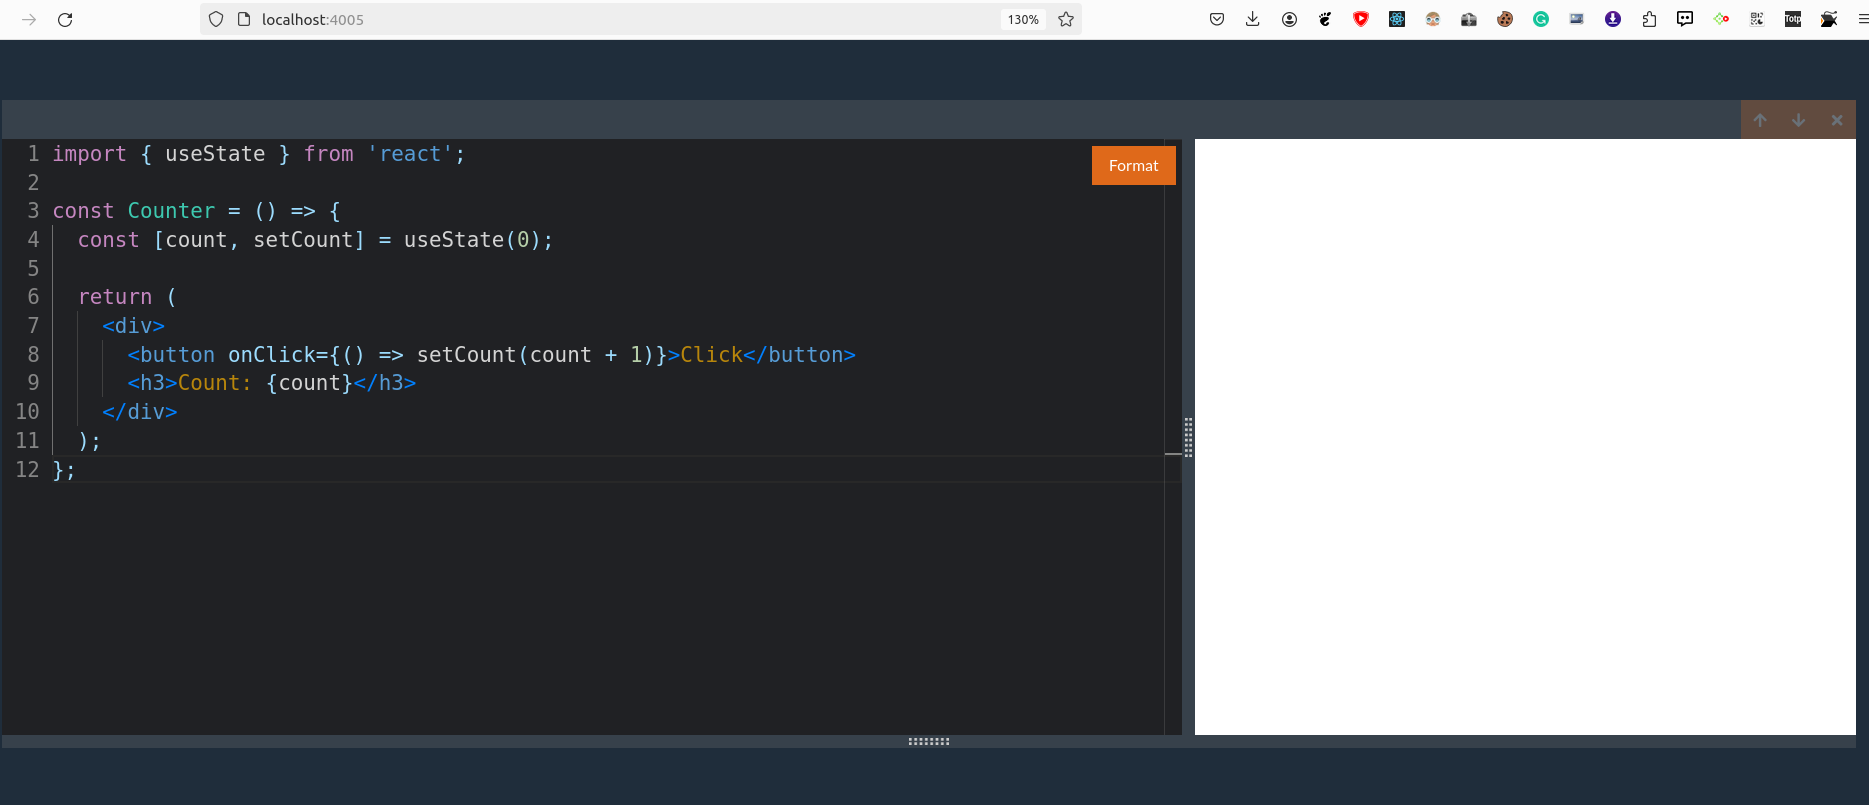 localhost:4005
130%
Totp
Format
1 import { useState } from 'react';
2
3 const Counter = () => {
4   const [count, setCount] = useState(0);
5
6   return (
7     <div>
8       <button onClick={() => setCount(count + 1)}>Click</button>
9       <h3>Count: {count}</h3>
10     </div>
11   );
12 };